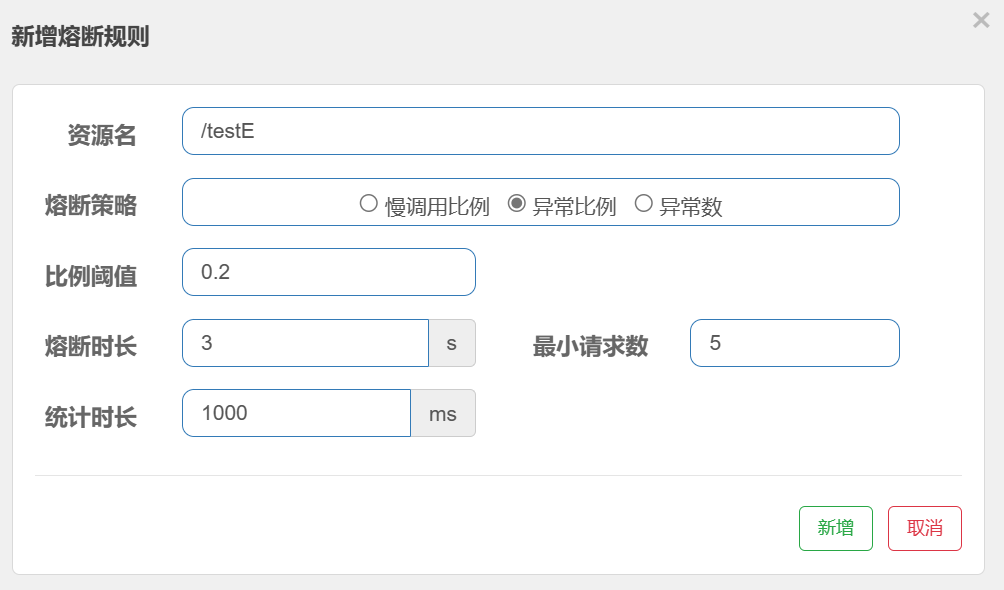 新增熔断规则
×
资源名 /testE
熔断策略 慢调用比例 异常比例 异常数
比例阈值 0.2
熔断时长 3 s 最小请求数 5
统计时长 1000 ms
新增 取消